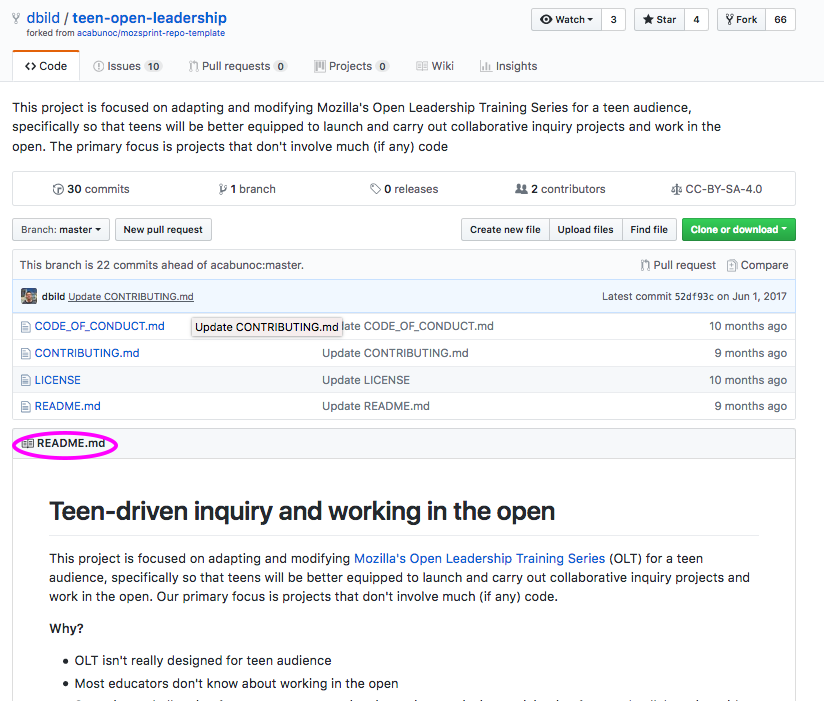 dbild / teen-open-leadership
forked from acabunoc/mozsprint-repo-template
Watch 3 Star 4 Fork 66
Code Issues 10 Pull requests 0 Projects 0 Wiki Insights
This project is focused on adapting and modifying Mozilla's Open Leadership Training Series for a teen audience,
specifically so that teens will be better equipped to launch and carry out collaborative inquiry projects and work in the
open. The primary focus is projects that don't involve much (if any) code
30 commits 1 branch 0 releases 2 contributors CC-BY-SA-4.0
Branch: master New pull request Create new file Upload files Find file Clone or download
This branch is 22 commits ahead of acabunoc:master. Pull request Compare
dbild Update CONTRIBUTING.md Latest commit 52df93c on Jun 1, 2017
CODE_OF_CONDUCT.md Update CONTRIBUTING.md late CODE_OF_CONDUCT.md 10 months ago
CONTRIBUTING.md Update CONTRIBUTING.md 9 months ago
LICENSE Update LICENSE 10 months ago
README.md Update README.md 9 months ago
README.md
Teen-driven inquiry and working in the open
This project is focused on adapting and modifying Mozilla's Open Leadership Training Series (OLT) for a teen
audience, specifically so that teens will be better equipped to launch and carry out collaborative inquiry projects and
work in the open. Our primary focus is projects that don't involve much (if any) code.
Why?
• OLT isn't really designed for teen audience
• Most educators don't know about working in the open